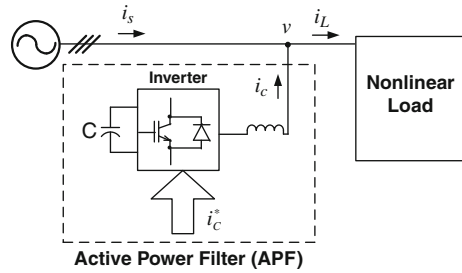 i_s
v
i_L
Inverter
i_c
Nonlinear
Load
C
i_C^*
Active Power Filter (APF)